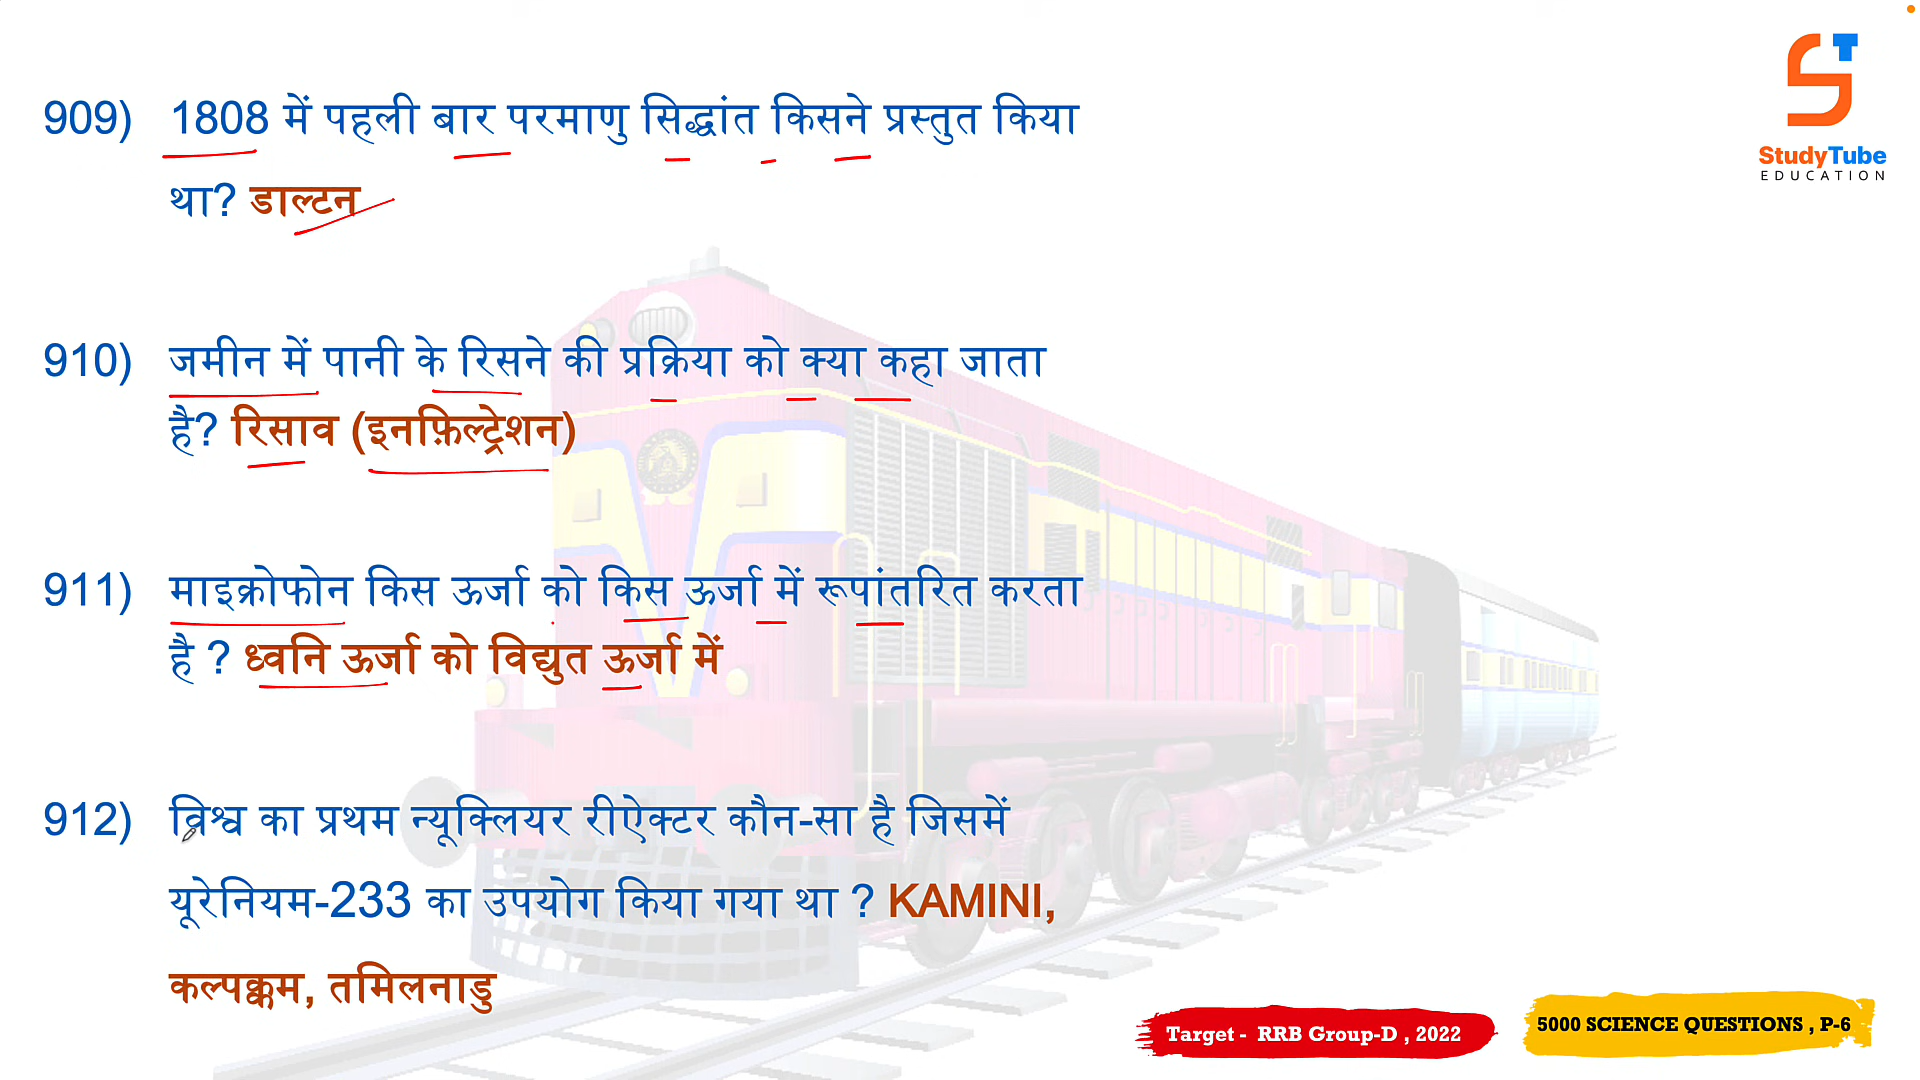 StudyTube
EDUCATION
909) 1808 में पहली बार परमाणु सिद्धांत किसने प्रस्तुत किया
था? डाल्टन
910) जमीन में पानी के रिसने की प्रक्रिया को क्या कहा जाता
है? रिसाव (इनफ़िल्ट्रेशन)
911) माइक्रोफोन किस ऊर्जा को किस ऊर्जा में रूपांतरित करता
है ? ध्वनि ऊर्जा को विद्युत ऊर्जा में
912) विश्व का प्रथम न्यूक्लियर रीऐक्टर कौन-सा है जिसमें
यूरेनियम-233 का उपयोग किया गया था ? KAMINI,
कल्पक्कम, तमिलनाडु
Target - RRB Group-D , 2022
5000 SCIENCE QUESTIONS , P-6